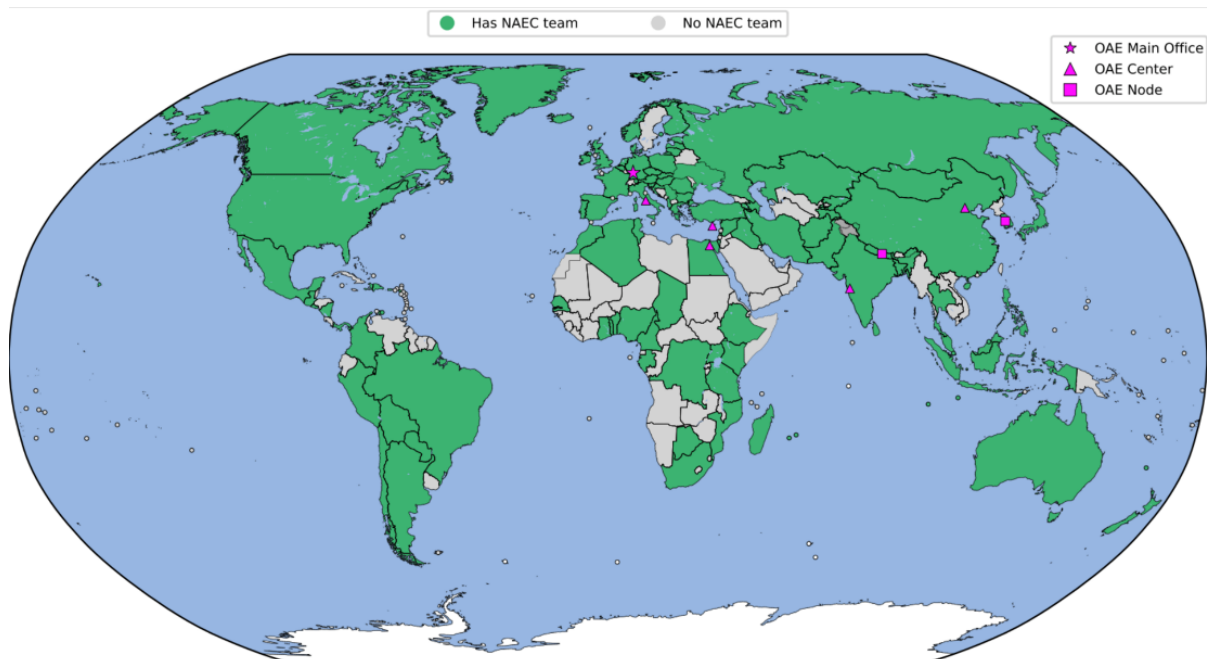 Has NAEC team
No NAEC team
OAE Main Office
OAE Center
OAE Node